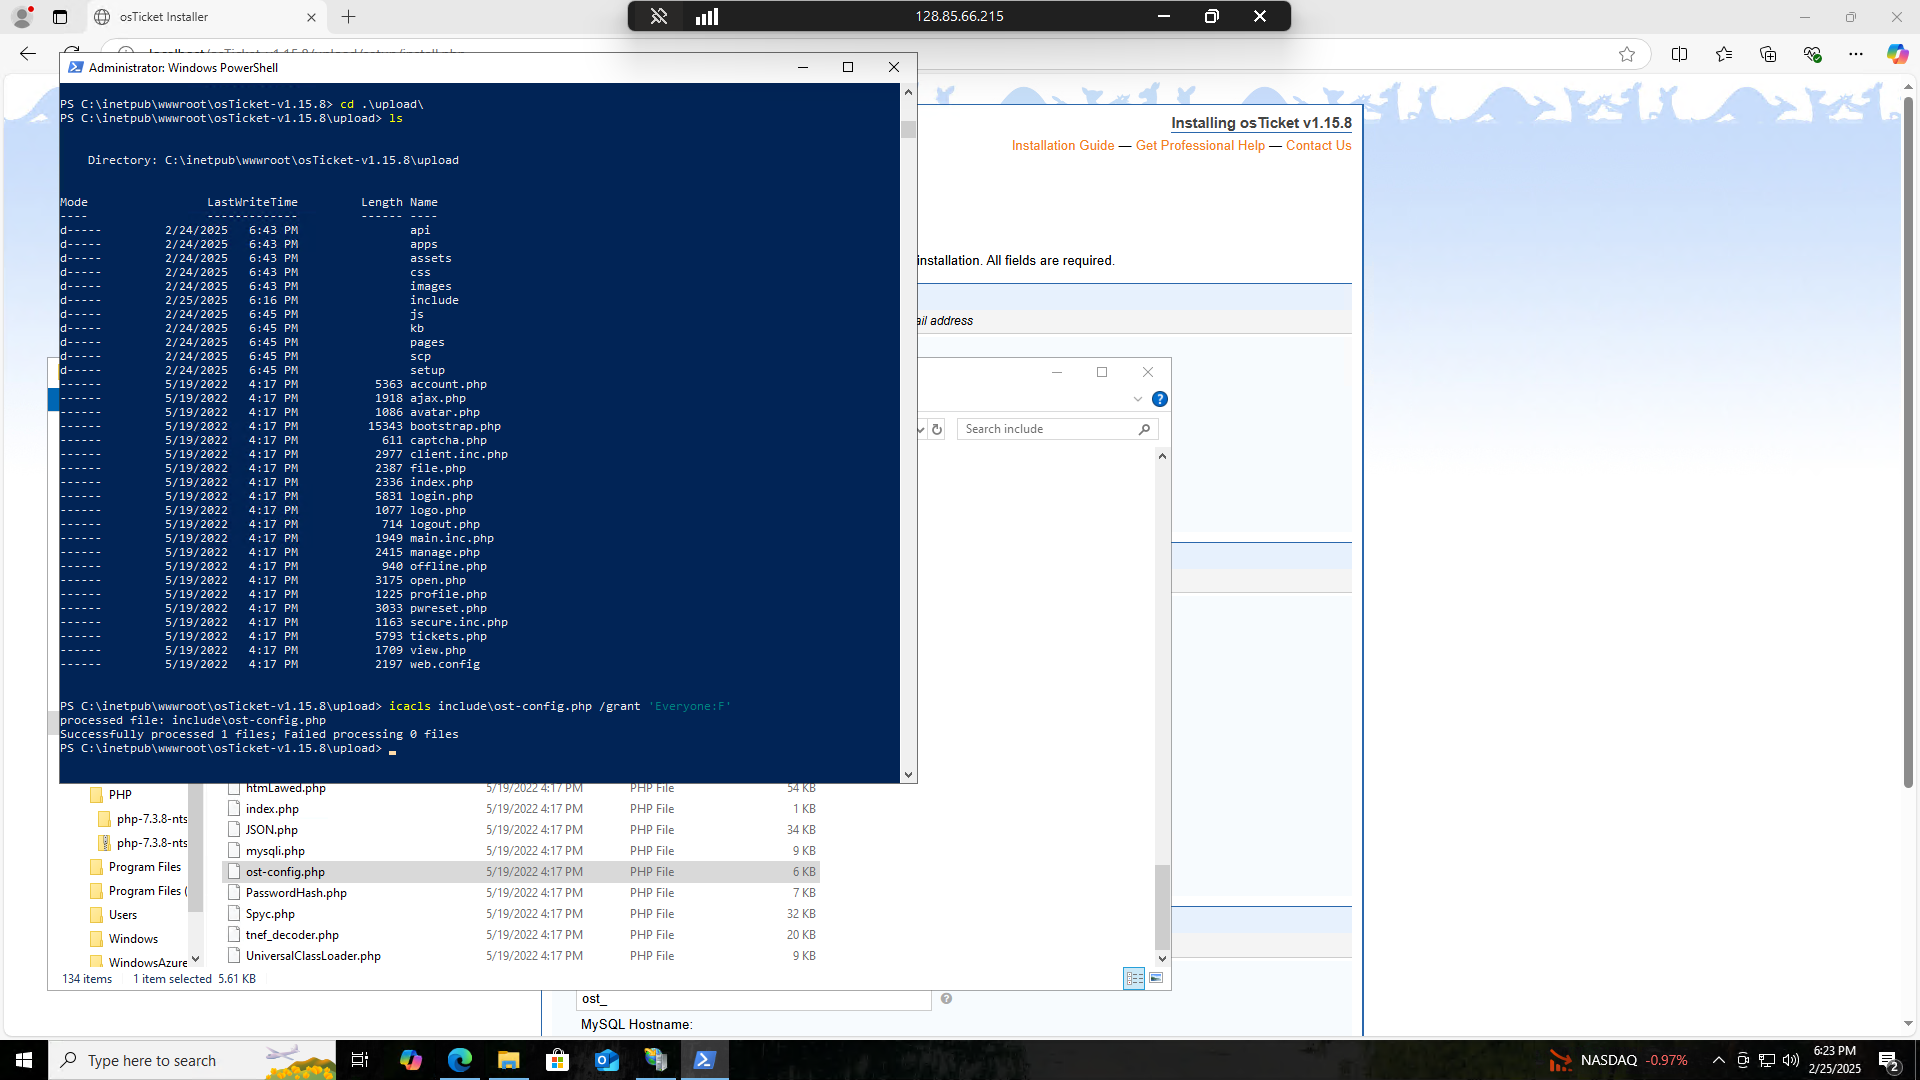 osTicket Installer
128.85.66.215
Administrator: Windows PowerShell
PS C:\inetpub\wwwroot\osTicket-v1.15.8> cd .\upload\
PS C:\inetpub\wwwroot\osTicket-v1.15.8\upload> ls
Directory: C:\inetpub\wwwroot\osTicket-v1.15.8\upload
Mode LastWriteTime Length Name
---- ------------- ------ ----
d----- 2/24/2025 6:43 PM api
d----- 2/24/2025 6:43 PM apps
d----- 2/24/2025 6:43 PM assets
d----- 2/24/2025 6:43 PM css
d----- 2/24/2025 6:43 PM images
d----- 2/25/2025 6:16 PM include
d----- 2/24/2025 6:45 PM js
d----- 2/24/2025 6:45 PM kb
d----- 2/24/2025 6:45 PM pages
d----- 2/24/2025 6:45 PM scp
d----- 2/24/2025 6:45 PM setup
------ 5/19/2022 4:17 PM 5363 account.php
------ 5/19/2022 4:17 PM 1918 ajax.php
------ 5/19/2022 4:17 PM 1086 avatar.php
------ 5/19/2022 4:17 PM 15343 bootstrap.php
------ 5/19/2022 4:17 PM 611 captcha.php
------ 5/19/2022 4:17 PM 2977 client.inc.php
------ 5/19/2022 4:17 PM 2387 file.php
------ 5/19/2022 4:17 PM 2336 index.php
------ 5/19/2022 4:17 PM 5831 login.php
------ 5/19/2022 4:17 PM 1077 logo.php
------ 5/19/2022 4:17 PM 714 logout.php
------ 5/19/2022 4:17 PM 1949 main.inc.php
------ 5/19/2022 4:17 PM 2415 manage.php
------ 5/19/2022 4:17 PM 940 offline.php
------ 5/19/2022 4:17 PM 3175 open.php
------ 5/19/2022 4:17 PM 1225 profile.php
------ 5/19/2022 4:17 PM 3033 pwreset.php
------ 5/19/2022 4:17 PM 1163 secure.inc.php
------ 5/19/2022 4:17 PM 5793 tickets.php
------ 5/19/2022 4:17 PM 1709 view.php
------ 5/19/2022 4:17 PM 2197 web.config
PS C:\inetpub\wwwroot\osTicket-v1.15.8\upload> icacls include\ost-config.php /grant 'Everyone:F'
processed file: include\ost-config.php
Successfully processed 1 files; Failed processing 0 files
PS C:\inetpub\wwwroot\osTicket-v1.15.8\upload>
Installing osTicket v1.15.8
Installation Guide — Get Professional Help — Contact Us
installation. All fields are required.
address
Search include
PHP
php-7.3.8-nts
php-7.3.8-nts
Program Files
Program Files (
Users
Windows
WindowsAzure
htmLawed.php 5/19/2022 4:17 PM PHP File 54 KB
index.php 5/19/2022 4:17 PM PHP File 1 KB
JSON.php 5/19/2022 4:17 PM PHP File 34 KB
mysqli.php 5/19/2022 4:17 PM PHP File 9 KB
ost-config.php 5/19/2022 4:17 PM PHP File 6 KB
PasswordHash.php 5/19/2022 4:17 PM PHP File 7 KB
Spyc.php 5/19/2022 4:17 PM PHP File 32 KB
tnef_decoder.php 5/19/2022 4:17 PM PHP File 20 KB
UniversalClassLoader.php 5/19/2022 4:17 PM PHP File 9 KB
134 items 1 item selected 5.61 KB
ost_
MySQL Hostname:
Type here to search
NASDAQ -0.97%
6:23 PM
2/25/2025
2